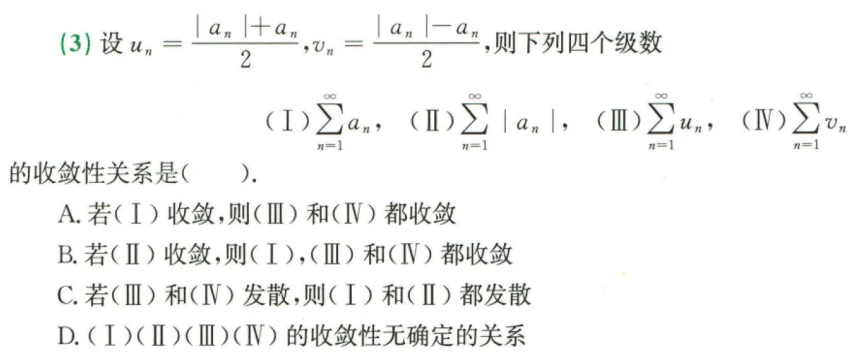 (3) 设 $u_n = \frac{|a_n|+a_n}{2}, v_n = \frac{|a_n|-a_n}{2}$,则下列四个级数
(Ⅰ)$\sum_{n=1}^{\infty} a_n$, (Ⅱ)$\sum_{n=1}^{\infty} |a_n|$, (Ⅲ)$\sum_{n=1}^{\infty} u_n$, (Ⅳ)$\sum_{n=1}^{\infty} v_n$
的收敛性关系是( ).
A. 若(Ⅰ)收敛,则(Ⅲ)和(Ⅳ)都收敛
B. 若(Ⅱ)收敛,则(Ⅰ),(Ⅲ)和(Ⅳ)都收敛
C. 若(Ⅲ)和(Ⅳ)发散,则(Ⅰ)和(Ⅱ)都发散
D. (Ⅰ)(Ⅱ)(Ⅲ)(Ⅳ)的收敛性无确定的关系